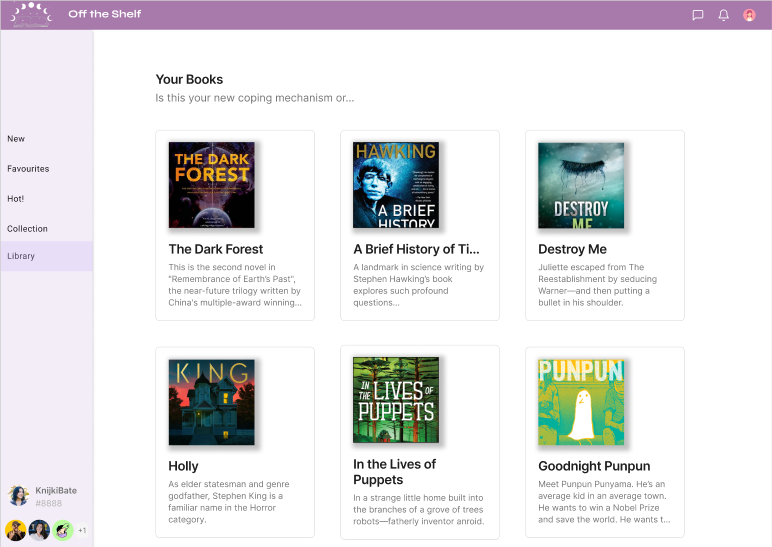 Off the Shelf
Your Books
Is this your new coping mechanism or...
New
Favourites
Hot!
Collection
Library
THE DARK
FOREST
The Dark Forest
This is the second novel in
"Remembrance of Earth's Past",
the near-future trilogy written by
China's multiple-award winning...
HAWKING
A BRIEF
HISTORY
A Brief History of Ti...
A landmark in science writing by
Stephen Hawking's book
explores such profound
questions...
DESTROY
ME
Destroy Me
Juliette escaped from The
Reestablishment by seducing
Warner—and then putting a
bullet in his shoulder.
KING
Holly
As elder statesman and genre
godfather, Stephen King is a
familiar name in the Horror
category.
IN THE LIVES OF
PUPPETS
In the Lives of
Puppets
In a strange little home built into
the branches of a grove of trees
robots—fatherly inventor anroid.
PUNPUN
Goodnight Punpun
Meet Punpun Punyama. He's an
average kid in an average town.
He wants to win a Nobel Prize
and save the world. He wants t...
KnijkiBate
#8888
+1